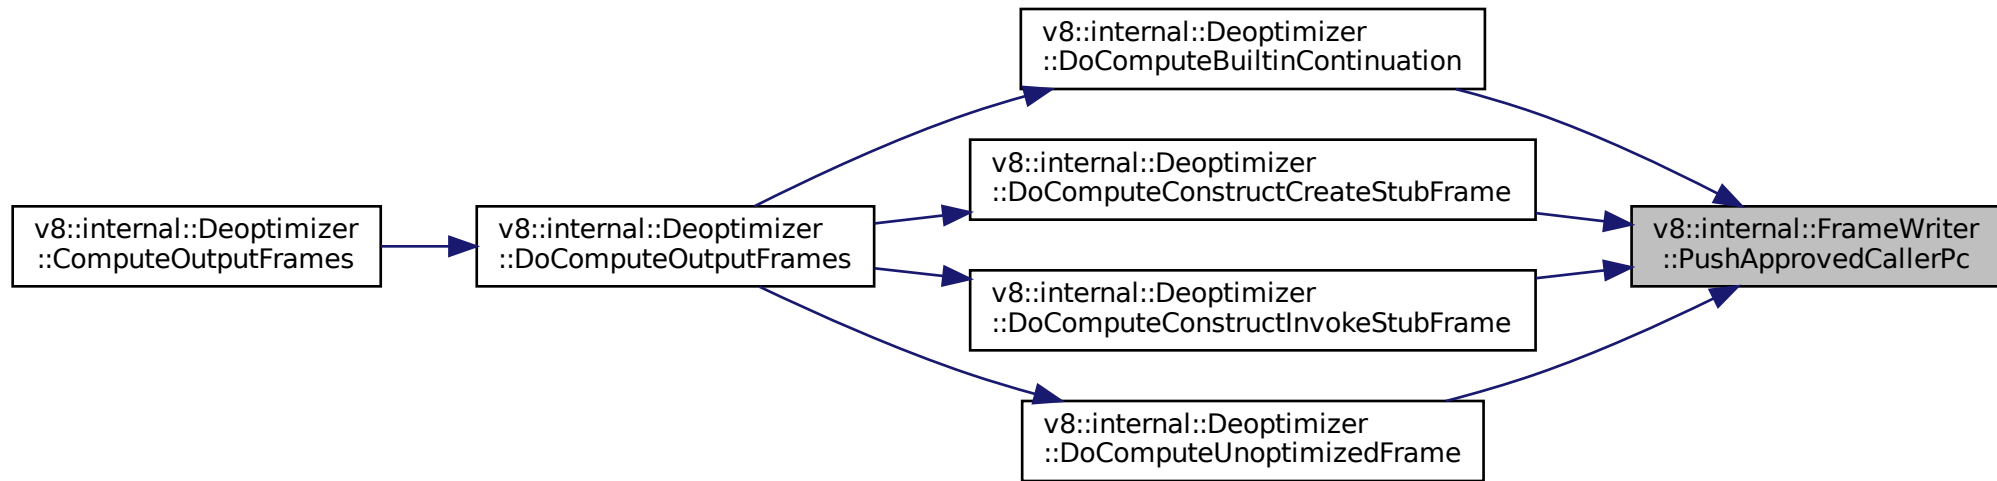 v8::internal::Deoptimizer
::ComputeOutputFrames
v8::internal::Deoptimizer
::DoComputeOutputFrames
v8::internal::Deoptimizer
::DoComputeBuiltinContinuation
v8::internal::Deoptimizer
::DoComputeConstructCreateStubFrame
v8::internal::Deoptimizer
::DoComputeConstructInvokeStubFrame
v8::internal::Deoptimizer
::DoComputeUnoptimizedFrame
v8::internal::FrameWriter
::PushApprovedCallerPc